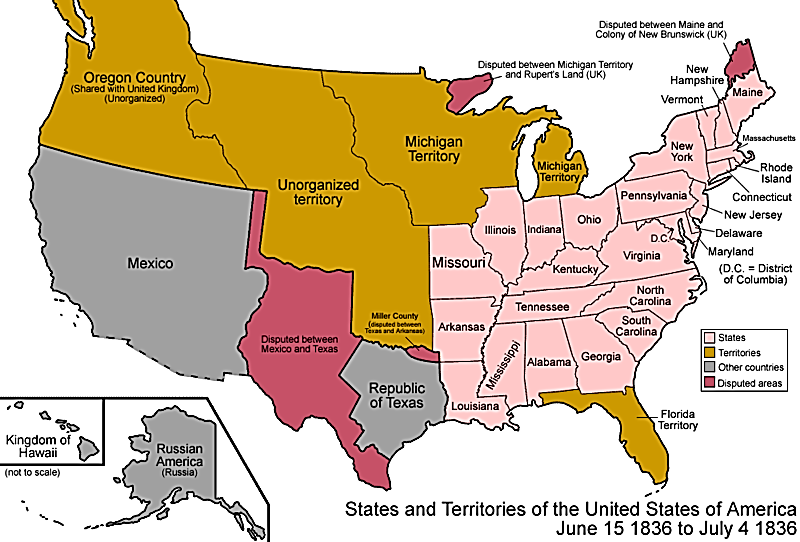 Disputed between Maine and
Colony of New Brunswick (UK)
Disputed between Michigan Territory
and Rupert's Land (UK)
Oregon Country
(Shared with United Kingdom)
(Unorganized)
New
Hampshire
Vermont
Maine
Massachusetts
New
York
Michigan
Territory
Michigan
Territory
Rhode
Island
Connecticut
Unorganized
territory
Pennsylvania
New Jersey
Illinois
Indiana
Ohio
Delaware
D.C.
Maryland
(D.C. = District
of Columbia)
Mexico
Missouri
Virginia
Kentucky
North
Carolina
Tennessee
Miller County
(disputed between
Texas and Arkansas)
Arkansas
South
Carolina
Disputed between
Mexico and Texas
Mississippi
Alabama
Georgia
States
Territories
Other countries
Disputed areas
Republic
of Texas
Louisiana
Florida
Territory
Kingdom of
Hawaii
(not to scale)
Russian
America
(Russia)
States and Territories of the United States of America
June 15 1836 to July 4 1836